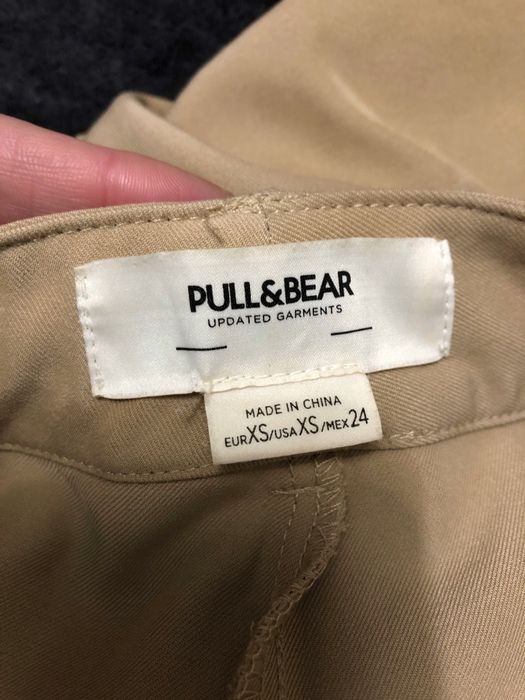 PULL&BEAR
UPDATED GARMENTS
MADE IN CHINA
EURXS/USAXS/MEX24